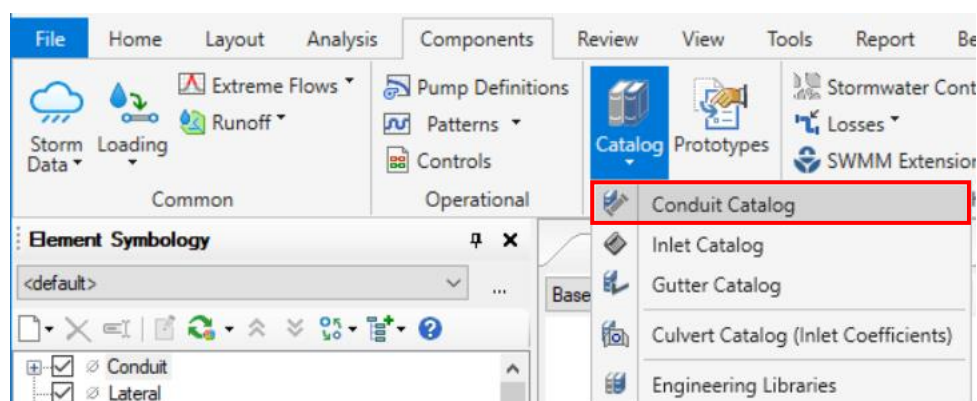 File Home Layout Analysis Components Review View Tools Report
Storm Data
Loading
Extreme Flows
Runoff
Common
Pump Definitions
Patterns
Controls
Operational
Catalog
Prototypes
Stormwater
Losses
SWMM
Conduit Catalog
Inlet Catalog
Gutter Catalog
Culvert Catalog (Inlet Coefficients)
Engineering Libraries
Element Symbology
<default>
...
Base
Conduit
Lateral